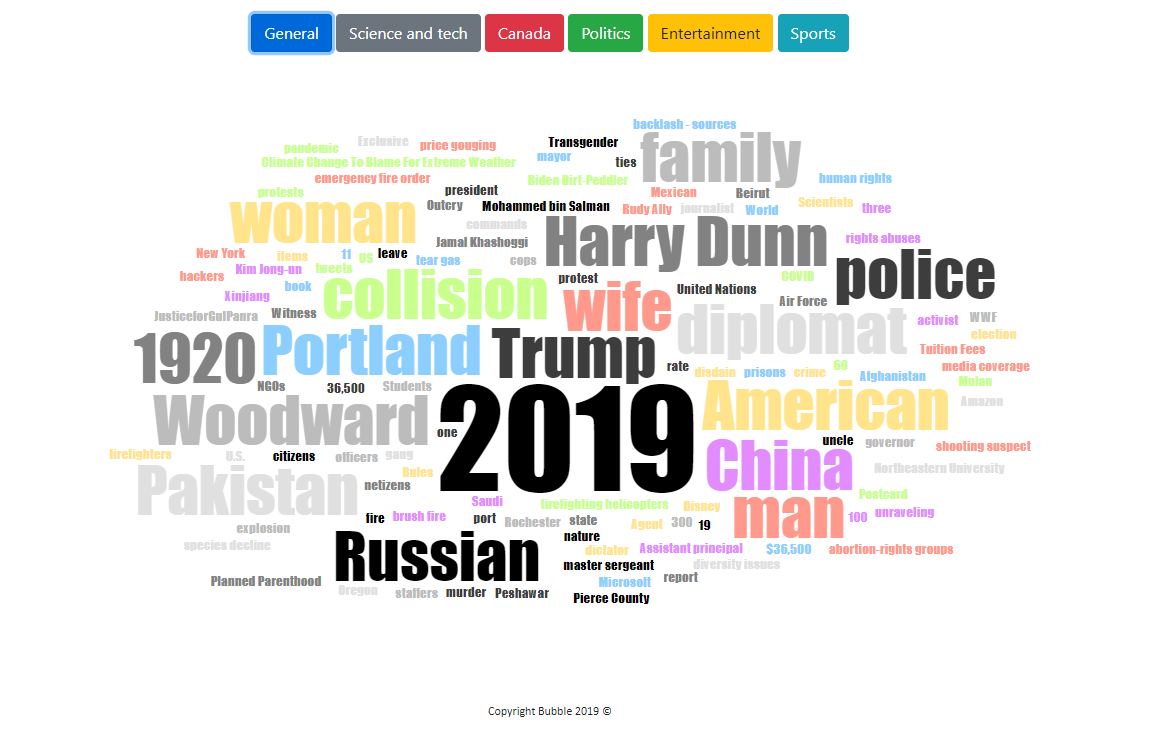 General Science and tech Canada Politics Entertainment Sports
backlash - sources
Exclusive price gouging Transgender family
pandemic mayor ties
Climate Change To Blame For Extreme Weather
emergency fire order Biden Dirt-Peddler human rights
protests president Mexican Beirut
woman Outcry Mohammed bin Salman Rudy Ally journalist World Scientists three
commands Harry Dunn
Jamal Khashoggi rights abuses
New York items 11 US leave tear gas cops police
hackers Kim Jong-un tweets collision protest COVID
book wife United Nations
Xinjiang Air Force
JusticeforGulPanra Witness diplomat activist WWF
1920 Portland Trump election
Tuition Fees
rate disdain prisons crime 60 media coverage
NGOs 36,500 Students Afghanistan Mulan
Woodward 2019 American Amazon
one
uncle governor shooting suspect
firefighters U.S. citizens officers gang China
Pakistan Rules Northeastern University
netizens Postcard
Saudi firefighting helicopters Disney man
fire brush fire port Rochester state Agent 300 19 100 unraveling
explosion nature
species decline Russian dictator Assistant principal $36,500 abortion-rights groups
master sergeant diversity issues
Planned Parenthood Microsoft report
Oregon staffers murder Peshawar Pierce County
Copyright Bubble 2019 ©